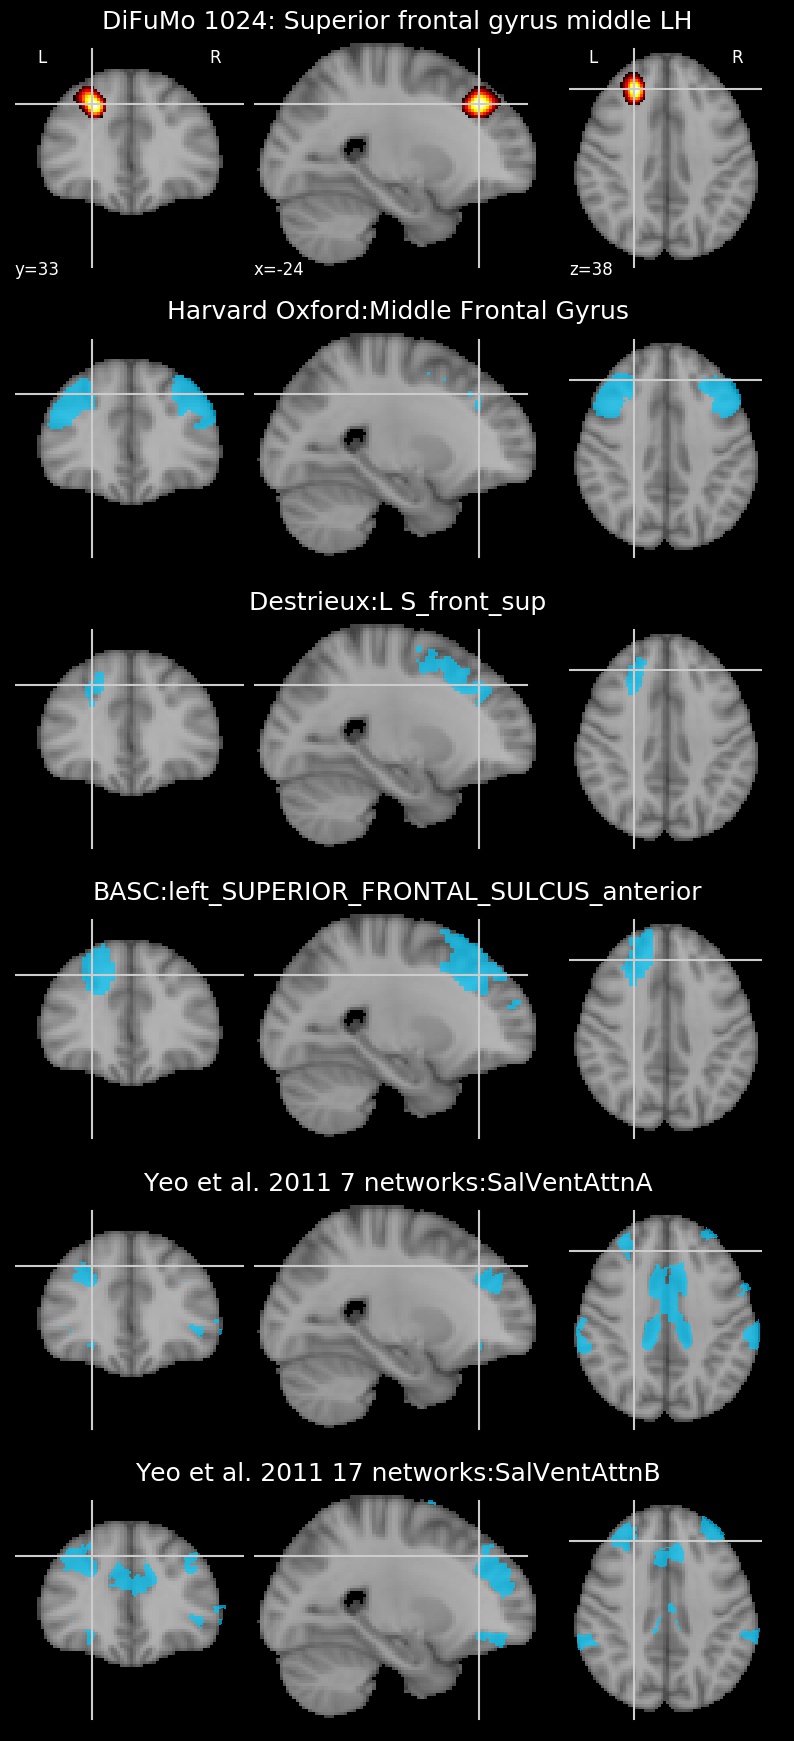 DiFuMo 1024: Superior frontal gyrus middle LH
L R L R
y=33 x=-24 z=38
Harvard Oxford:Middle Frontal Gyrus
Destrieux:L S_front_sup
BASC:left_SUPERIOR_FRONTAL_SULCUS_anterior
Yeo et al. 2011 7 networks:SalVentAttnA
Yeo et al. 2011 17 networks:SalVentAttnB